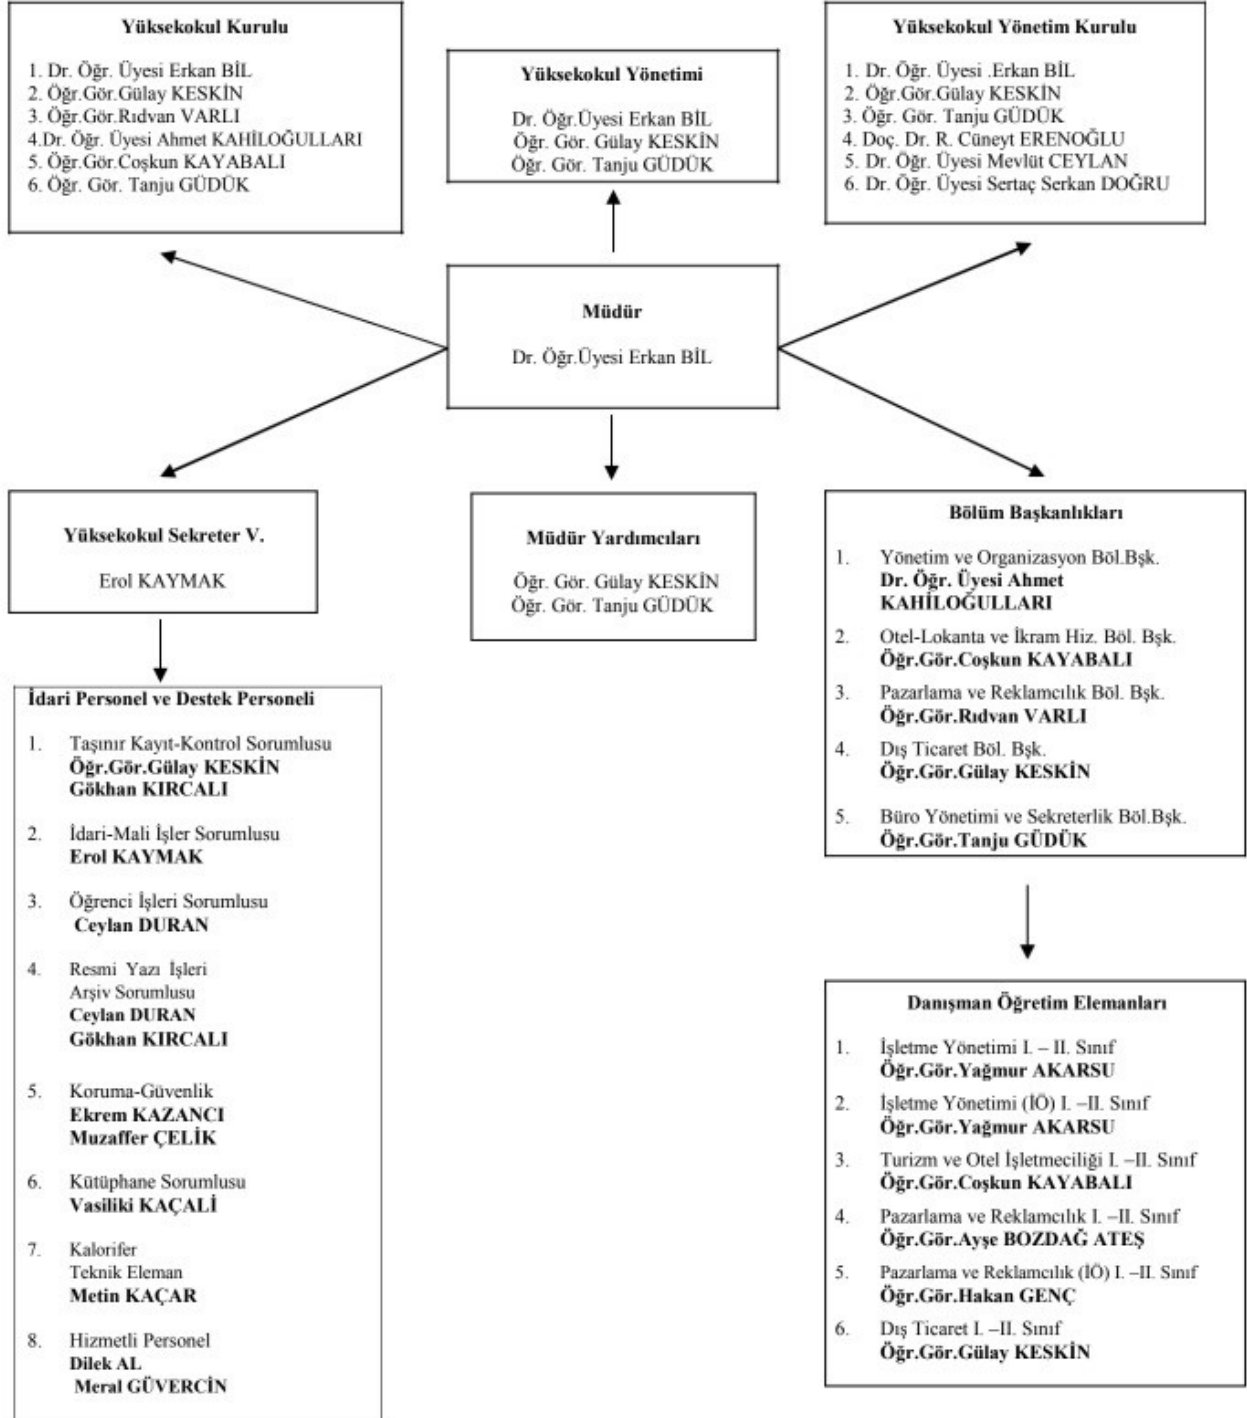 Yüksekokul Kurulu
1. Dr. Öğr. Üyesi Erkan BİL
2. Öğr.Gör.Gülay KESKİN
3. Öğr.Gör.Rıdvan VARLI
4.Dr. Öğr. Üyesi Ahmet KAHİLOĞULLARI
5. Öğr.Gör.Coşkun KAYABALI
6. Öğr. Gör. Tanju GÜDÜK
Yüksekokul Yönetimi
Dr. Öğr.Üyesi Erkan BİL
Öğr. Gör. Gülay KESKİN
Öğr. Gör. Tanju GÜDÜK
Yüksekokul Yönetim Kurulu
1. Dr. Öğr. Üyesi .Erkan BİL
2. Öğr.Gör.Gülay KESKİN
3. Öğr. Gör. Tanju GÜDÜK
4. Doç. Dr. R. Cüneyt ERENOĞLU
5. Dr. Öğr. Üyesi Mevlüt CEYLAN
6. Dr. Öğr. Üyesi Sertaç Serkan DOĞRU
Müdür
Dr. Öğr.Üyesi Erkan BİL
Yüksekokul Sekreter V.
Erol KAYMAK
Müdür Yardımcıları
Öğr. Gör. Gülay KESKİN
Öğr. Gör. Tanju GÜDÜK
Bölüm Başkanlıkları
1. Yönetim ve Organizasyon Böl.Bşk.
Dr. Öğr. Üyesi Ahmet
KAHİLOĞULLARI
2. Otel-Lokanta ve İkram Hiz. Böl. Bşk.
Öğr.Gör.Coşkun KAYABALI
3. Pazarlama ve Reklamcılık Böl. Bşk.
Öğr.Gör.Rıdvan VARLI
4. Dış Ticaret Böl. Bşk.
Öğr.Gör.Gülay KESKİN
5. Büro Yönetimi ve Sekreterlik Böl.Bşk.
Öğr.Gör.Tanju GÜDÜK
İdari Personel ve Destek Personeli
1. Taşınır Kayıt-Kontrol Sorumlusu
Öğr.Gör.Gülay KESKİN
Gökhan KIRCALI
2. İdari-Mali İşler Sorumlusu
Erol KAYMAK
3. Öğrenci İşleri Sorumlusu
Ceylan DURAN
4. Resmi Yazı İşleri
Arşiv Sorumlusu
Ceylan DURAN
Gökhan KIRCALI
5. Koruma-Güvenlik
Ekrem KAZANCI
Muzaffer ÇELİK
6. Kütüphane Sorumlusu
Vasiliki KAÇALİ
7. Kalorifer
Teknik Eleman
Metin KAÇAR
8. Hizmetli Personel
Dilek AL
Meral GÜVERCİN
Danışman Öğretim Elemanları
1. İşletme Yönetimi I. – II. Sınıf
Öğr.Gör.Yağmur AKARSU
2. İşletme Yönetimi (İÖ) I. –II. Sınıf
Öğr.Gör.Yağmur AKARSU
3. Turizm ve Otel İşletmeciliği I. –II. Sınıf
Öğr.Gör.Coşkun KAYABALI
4. Pazarlama ve Reklamcılık I. –II. Sınıf
Öğr.Gör.Ayşe BOZDAĞ ATEŞ
5. Pazarlama ve Reklamcılık (İÖ) I. –II. Sınıf
Öğr.Gör.Hakan GENÇ
6. Dış Ticaret I. –II. Sınıf
Öğr.Gör.Gülay KESKİN